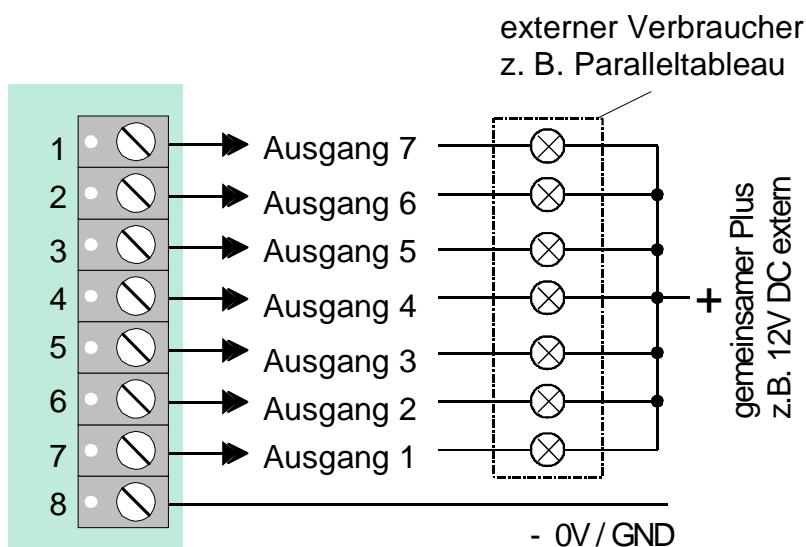 externer Verbraucher
z. B. Paralleltableau
1 Ausgang 7
2 Ausgang 6
3 Ausgang 5
4 Ausgang 4
5 Ausgang 3
6 Ausgang 2
7 Ausgang 1
8
+
gemeinsamer Plus
z.B. 12V DC extern
- 0V / GND